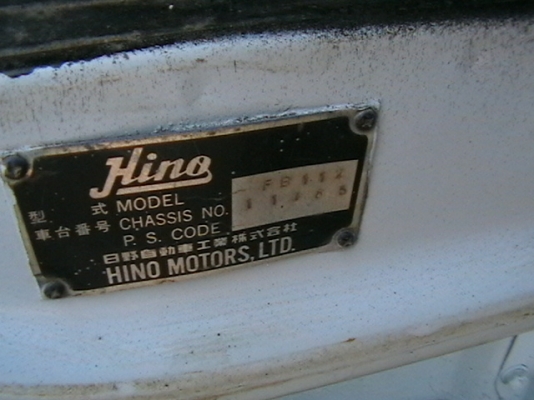 Hino
型 式 MODEL FB112
車台番号 CHASSIS NO.
P. S. CODE
日野自動車工業株式会社
HINO MOTORS, LTD.